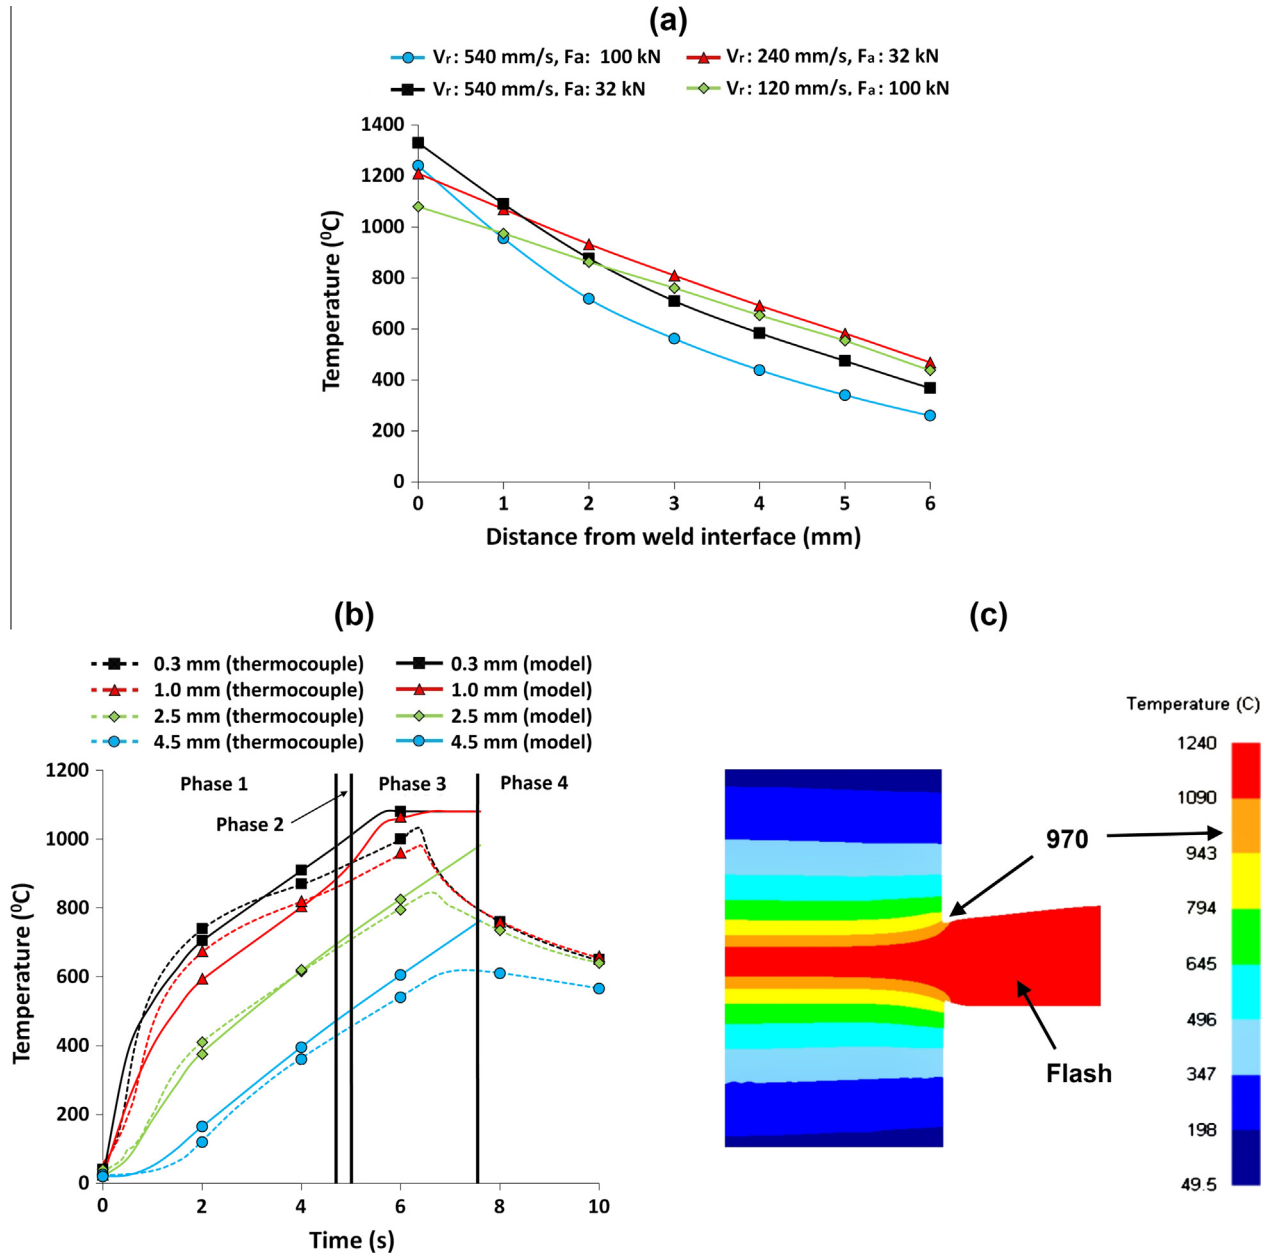 (a)
Vr: 540 mm/s, Fa: 100 kN
Vr: 240 mm/s, Fa: 32 kN
Vr: 540 mm/s, Fa: 32 kN
Vr: 120 mm/s, Fa: 100 kN
1400
1200
1000
800
600
400
200
0
Temperature (⁰C)
0 1 2 3 4 5 6
Distance from weld interface (mm)
(b)
0.3 mm (thermocouple)
0.3 mm (model)
1.0 mm (thermocouple)
1.0 mm (model)
2.5 mm (thermocouple)
2.5 mm (model)
4.5 mm (thermocouple)
4.5 mm (model)
1200
1000
800
600
400
200
0
Temperature (⁰C)
Phase 1
Phase 2
Phase 3
Phase 4
0 2 4 6 8 10
Time (s)
(c)
Temperature (C)
1240
1090
943
794
645
496
347
198
49.5
970
Flash